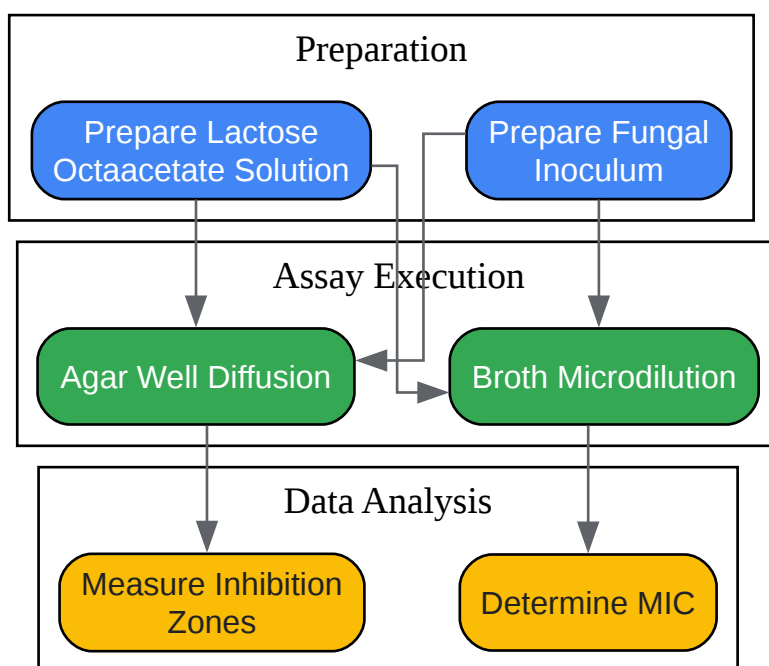 Preparation
Prepare Lactose
Octaacetate Solution
Prepare Fungal
Inoculum
Assay Execution
Agar Well Diffusion
Broth Microdilution
Data Analysis
Measure Inhibition
Zones
Determine MIC